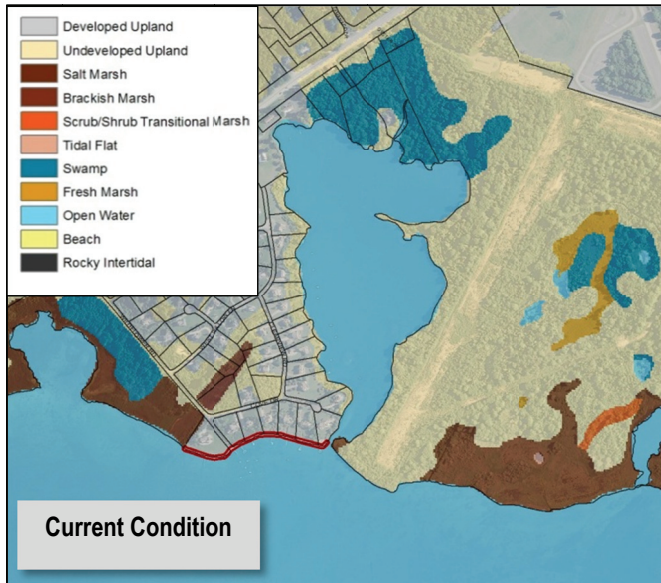 Developed Upland
Undeveloped Upland
Salt Marsh
Brackish Marsh
Scrub/Shrub Transitional Marsh
Tidal Flat
Swamp
Fresh Marsh
Open Water
Beach
Rocky Intertidal
Current Condition